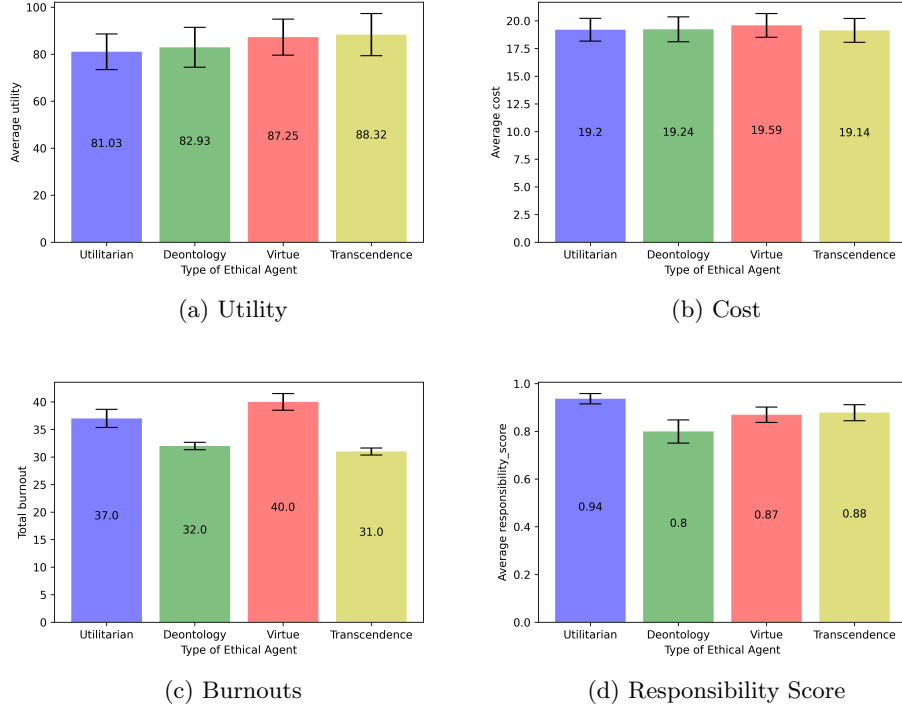 100
80
60
40
20
0
Average utility
81.03
82.93
87.25
88.32
Utilitarian
Deontology
Virtue
Transcendence
Type of Ethical Agent
(a) Utility
20.0
17.5
15.0
12.5
10.0
7.5
5.0
2.5
0.0
Average cost
19.2
19.24
19.59
19.14
Utilitarian
Deontology
Virtue
Transcendence
Type of Ethical Agent
(b) Cost
40
35
30
25
20
15
10
5
0
Total burnout
37.0
32.0
40.0
31.0
Utilitarian
Deontology
Virtue
Transcendence
Type of Ethical Agent
(c) Burnouts
1.0
0.8
0.6
0.4
0.2
0.0
Average responsibility_score
0.94
0.8
0.87
0.88
Utilitarian
Deontology
Virtue
Transcendence
Type of Ethical Agent
(d) Responsibility Score